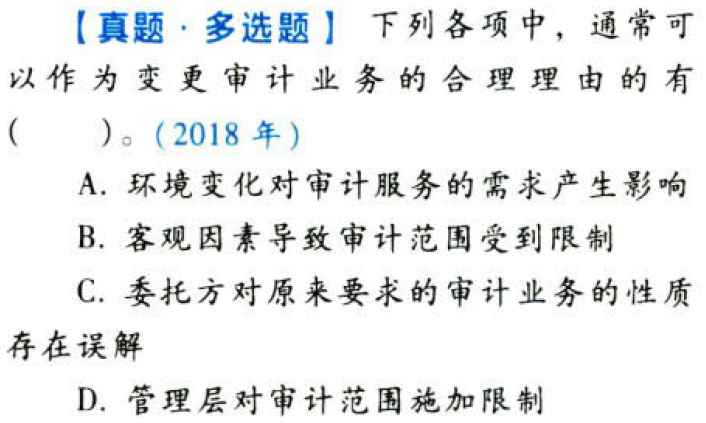 【真题·多选题】 下列各项中，通常可
以作为变更审计业务的合理理由的有
(    )。(2018 年)
A. 环境变化对审计服务的需求产生影响
B. 客观因素导致审计范围受到限制
C. 委托方对原来要求的审计业务的性质
存在误解
D. 管理层对审计范围施加限制